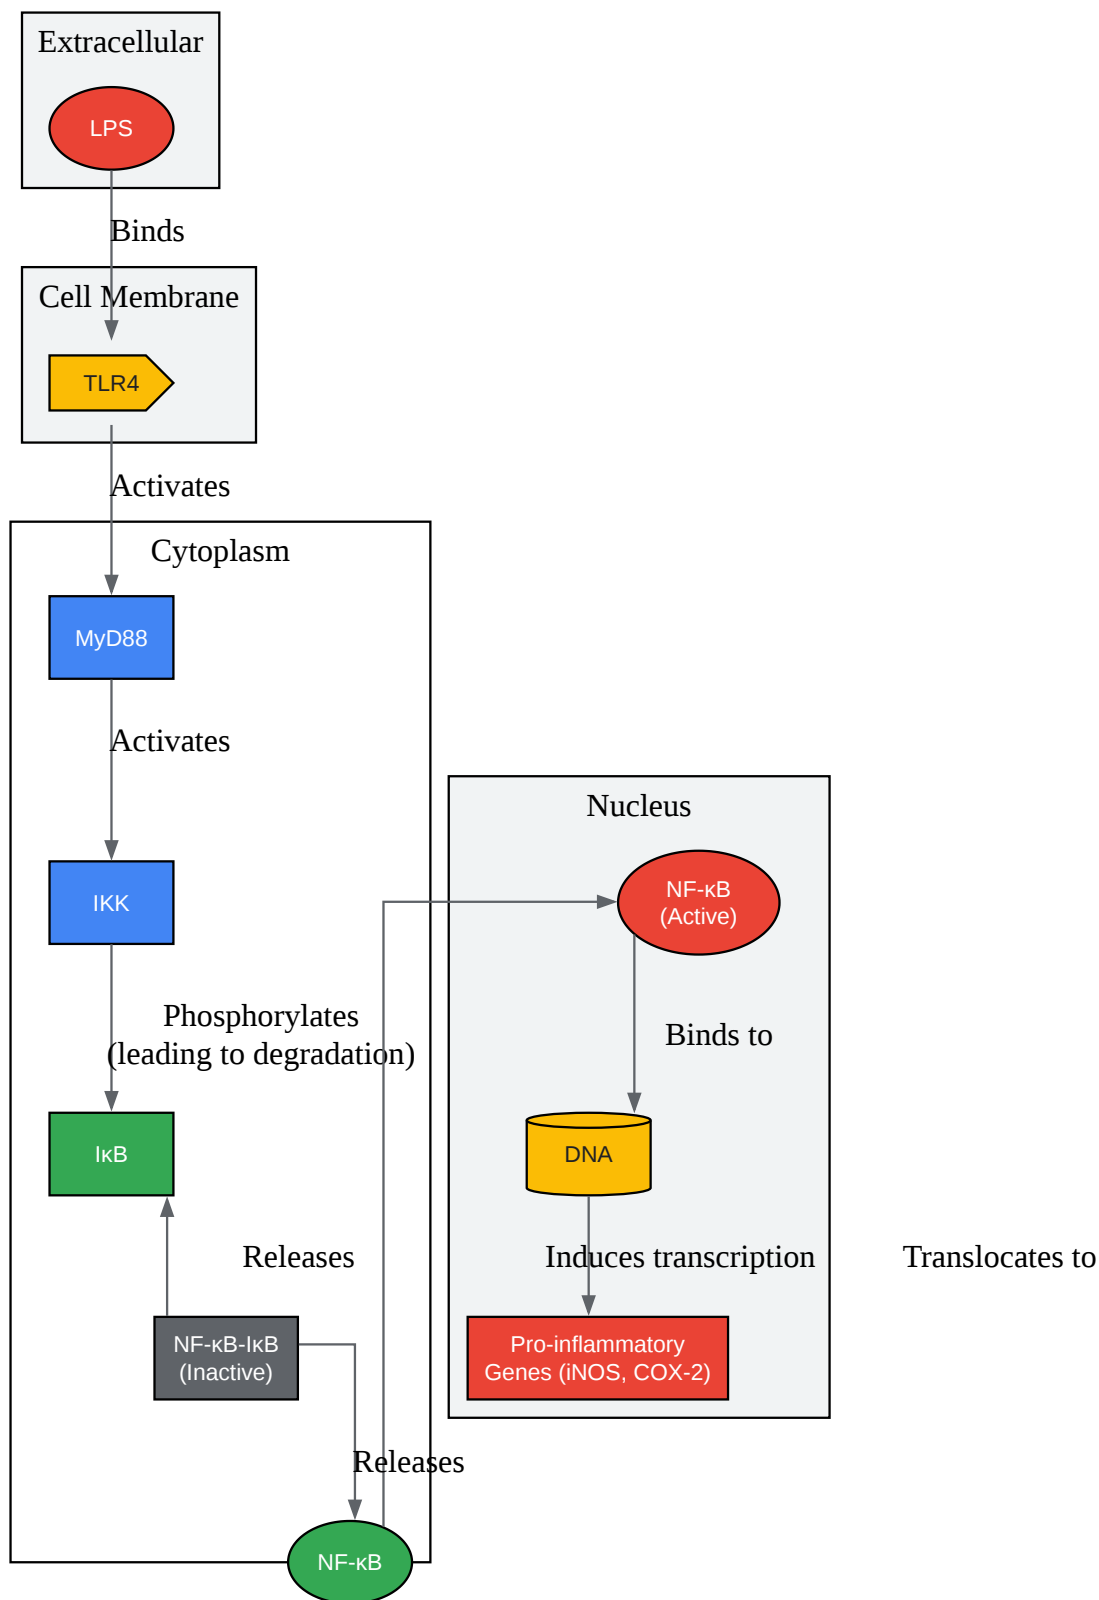 Extracellular
LPS
Binds
Cell Membrane
TLR4
Activates
Cytoplasm
MyD88
Activates
IKK
Phosphorylates
(leading to degradation)
IκB
Releases
NF-κB-IκB
(Inactive)
Releases
NF-κB
Nucleus
NF-κB
(Active)
Binds to
DNA
Induces transcription
Translocates to
Pro-inflammatory
Genes (iNOS, COX-2)